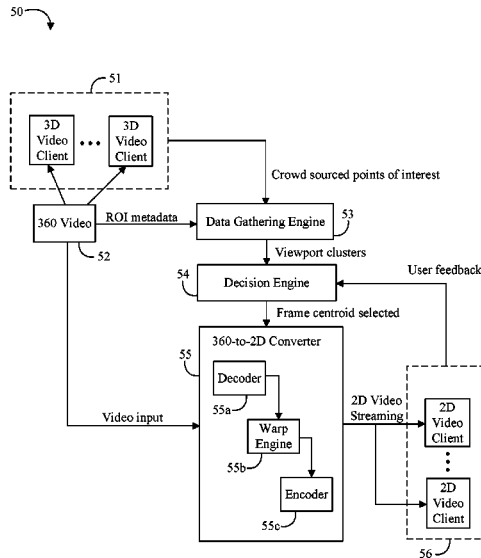 50
51
3D
Video
Client
•••
3D
Video
Client
Crowd sourced points of interest
360 Video
ROI metadata
52
Data Gathering Engine
53
Viewport clusters
User feedback
54
Decision Engine
Frame centroid selected
55
360-to-2D Converter
Decoder
55a
2D Video
Streaming
Video input
Warp
Engine
55b
2D
Video
Client
Encoder
55c
2D
Video
Client
56